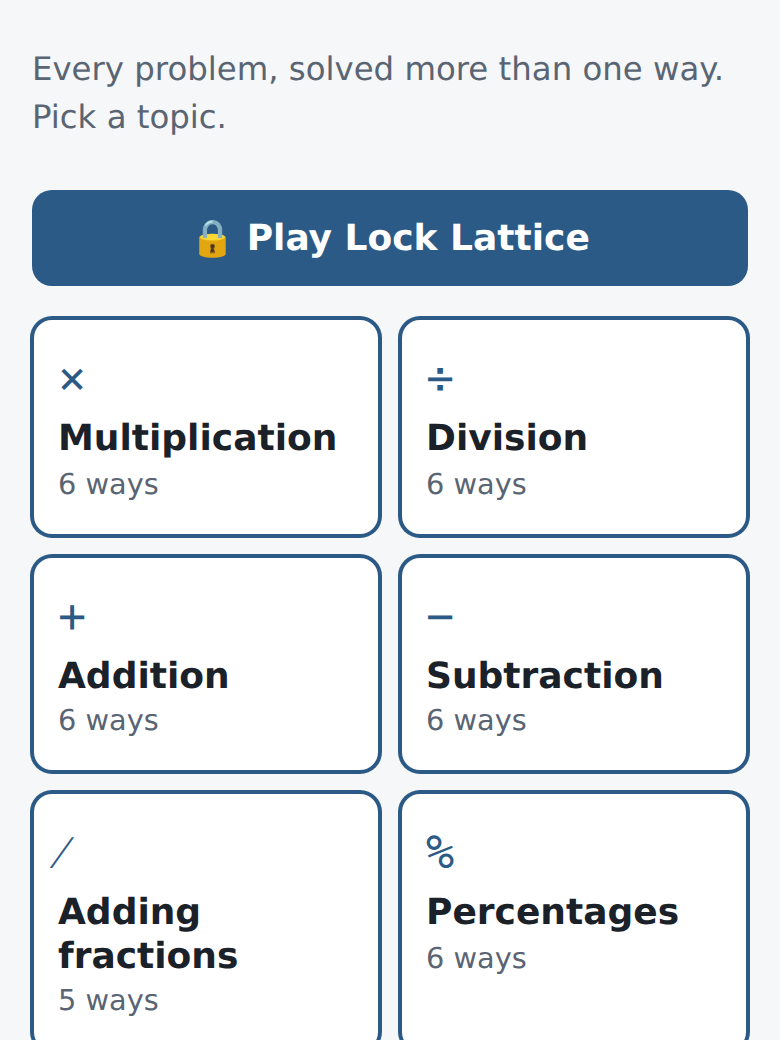 Every problem, solved more than one way.
Pick a topic.
🔒 Play Lock Lattice
×
Multiplication
6 ways
÷
Division
6 ways
+
Addition
6 ways
−
Subtraction
6 ways
⁄
Adding
fractions
5 ways
%
Percentages
6 ways